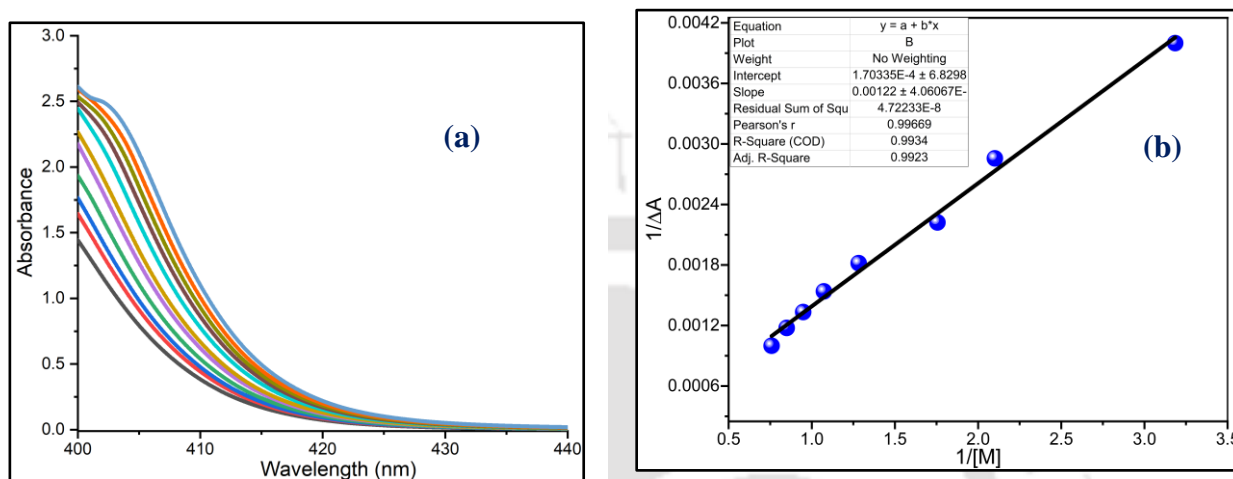 3.0
2.5
2.0
1.5
1.0
0.5
0.0
Absorbance
400 410 420 430 440
Wavelength (nm)
(a)
0.0042
0.0036
0.0030
0.0024
0.0018
0.0012
0.0006
1/ΔA
Equation y = a + b*x
Plot B
Weight No Weighting
Intercept 1.70335E-4 ± 6.8298
Slope 0.00122 ± 4.06067E-
Residual Sum of Squ 4.72233E-8
Pearson's r 0.99669
R-Square (COD) 0.9934
Adj. R-Square 0.9923
(b)
0.5 1.0 1.5 2.0 2.5 3.0 3.5
1/[M]